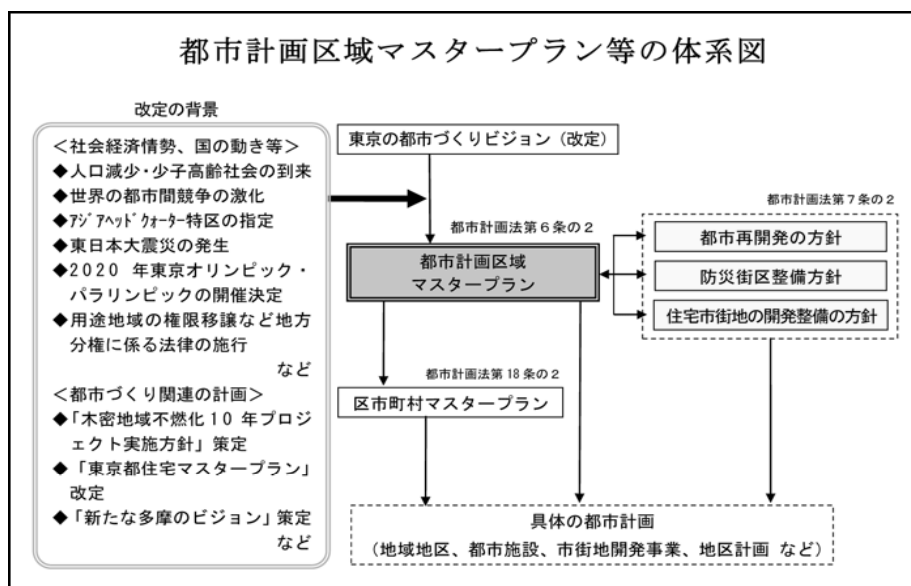 都市計画区域マスタープラン等の体系図
改定の背景
＜社会経済情勢、国の動き等＞
◆人口減少・少子高齢社会の到来
◆世界の都市間競争の激化
◆ｱｼﾞｱﾍｯﾄﾞｸｫｰﾀｰ特区の指定
◆東日本大震災の発生
◆2020 年東京オリンピック・
パラリンピックの開催決定
◆用途地域の権限移譲など地方
分権に係る法律の施行
など
＜都市づくり関連の計画＞
◆「木密地域不燃化10 年プロジ
ェクト実施方針」策定
◆「東京都住宅マスタープラン」
改定
◆「新たな多摩のビジョン」策定
など
東京の都市づくりビジョン（改定）
都市計画法第６条の２
都市計画区域
マスタープラン
都市計画法第７条の２
都市再開発の方針
防災街区整備方針
住宅市街地の開発整備の方針
都市計画法第 18 条の２
区市町村マスタープラン
具体の都市計画
（地域地区、都市施設、市街地開発事業、地区計画 など）